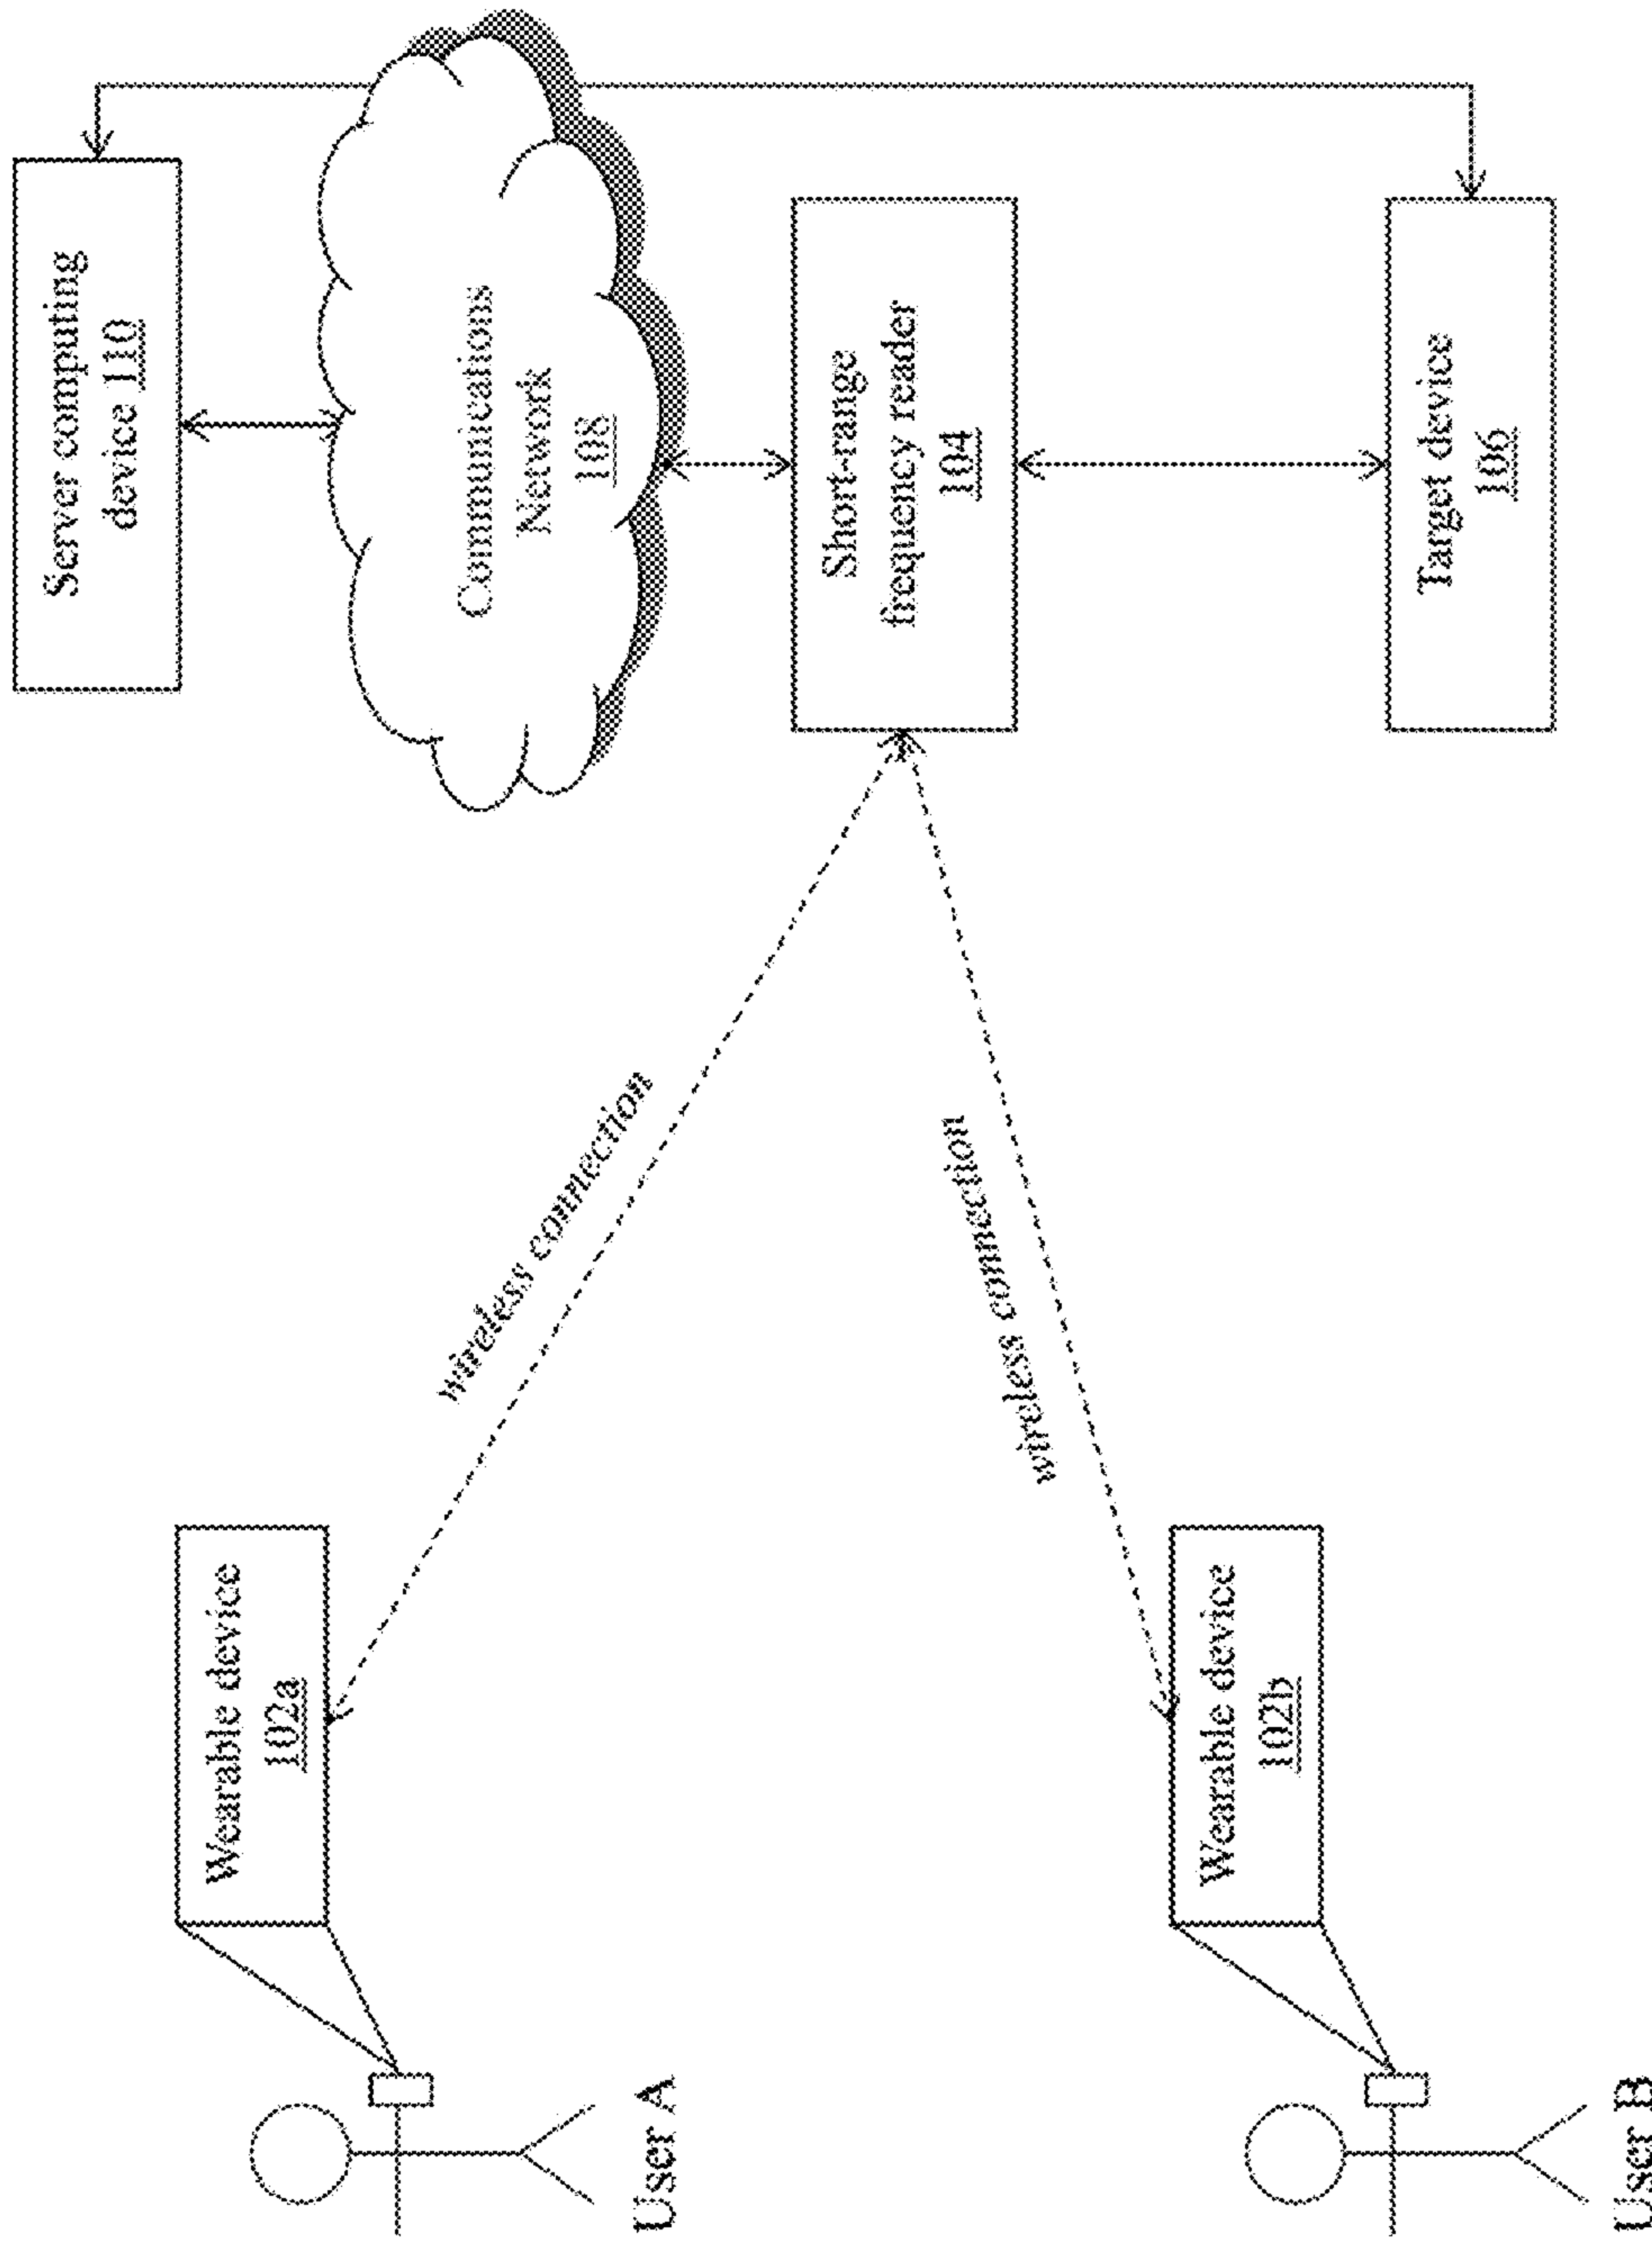 Server computing
device 110
Communications
Network
108
Short-range
frequency reader
104
Target device
106
wireless connection
wireless connection
Wearable device
102a
Wearable device
102b
User A
User B